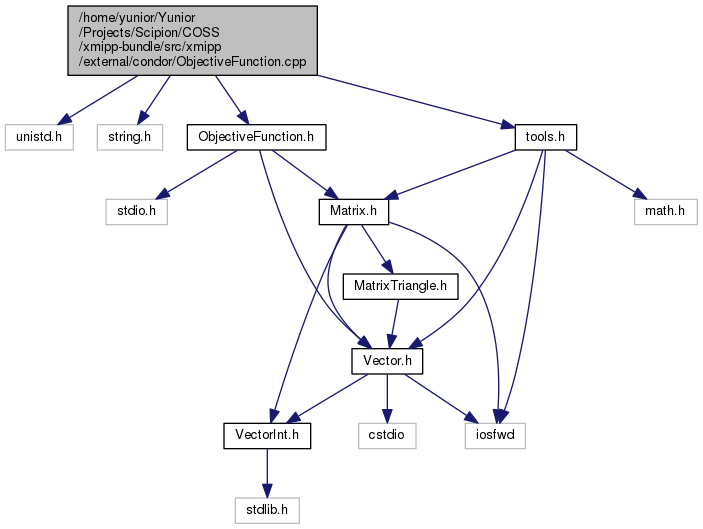 /home/yunior/Yunior
/Projects/Scipion/COSS
/xmipp-bundle/src/xmipp
/external/condor/ObjectiveFunction.cpp
unistd.h
string.h
ObjectiveFunction.h
tools.h
stdio.h
Matrix.h
math.h
MatrixTriangle.h
Vector.h
VectorInt.h
cstdio
iosfwd
stdlib.h